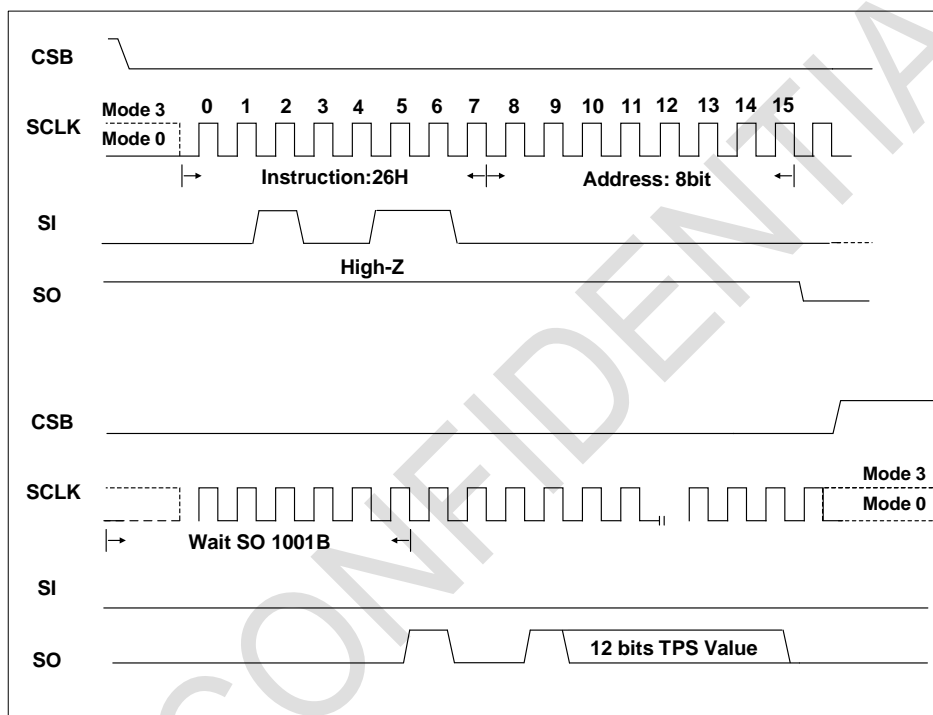 CSB
0 1 2 3 4 5 6 7 8 9 10 11 12 13 14 15
Mode 3
SCLK
Mode 0
Instruction:26H
Address: 8bit
SI
High-Z
SO
CSB
SCLK
Mode 3
Mode 0
Wait SO 1001B
SI
SO
12 bits TPS Value
CONFIDENTIA